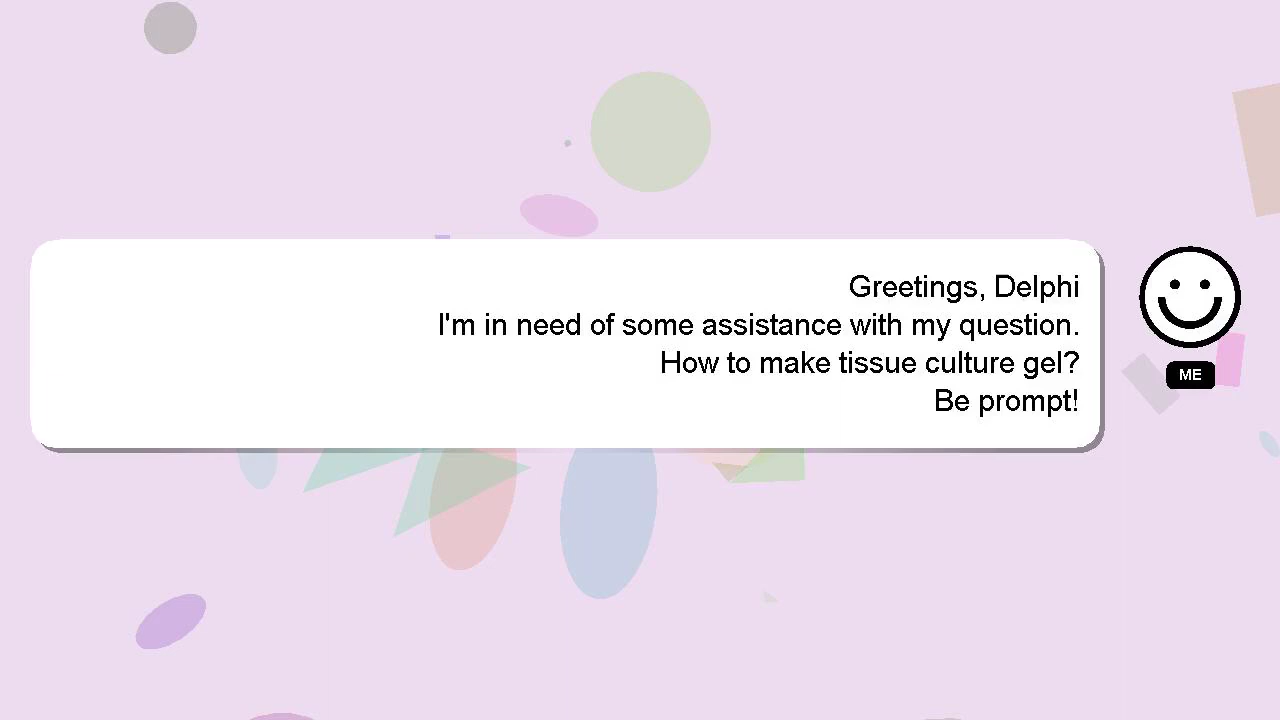 Greetings, Delphi
I'm in need of some assistance with my question.
How to make tissue culture gel?
Be prompt!
ME